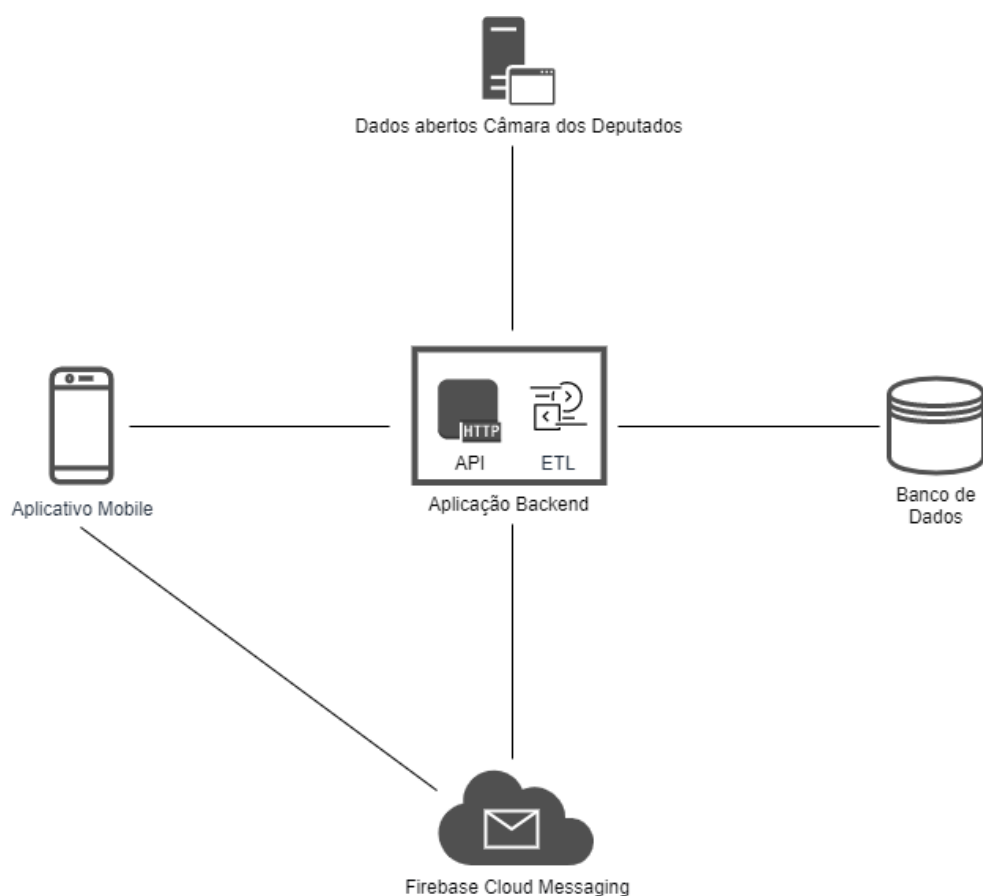 Dados abertos Câmara dos Deputados
HTTP
API
ETL
Aplicação Backend
Aplicativo Mobile
Banco de
Dados
Firebase Cloud Messaging